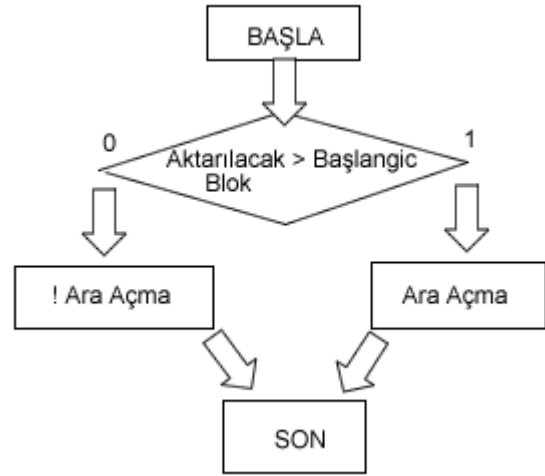 BAŞLA
0
1
Aktarılacak > Başlangic
Blok
! Ara Açma
Ara Açma
SON